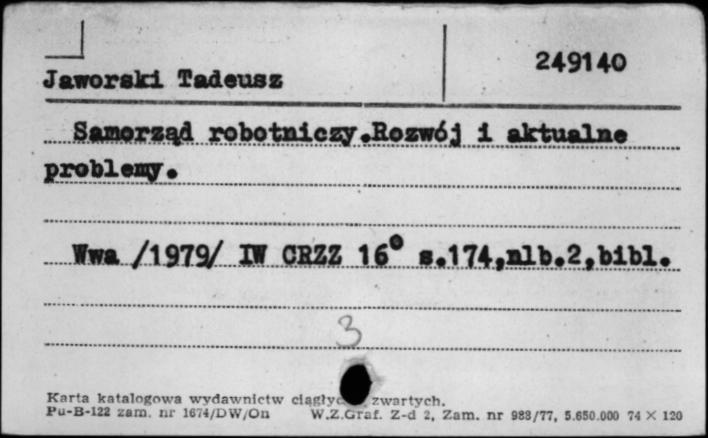 249140
Jaworski Tadeusz
Samorząd robotniczy.Rozwój i aktualne
problemy.
Wwa /1979/ IW CRZZ 16° s.174,nlb.2,bibl.
3
Karta katalogowa wydawnictw zwartych.
Pu-B-122 zam. nr 1674/DW/On W.Z.Graf. Z-d 2, Zam. nr 988/77, 5.650.000 74 × 120